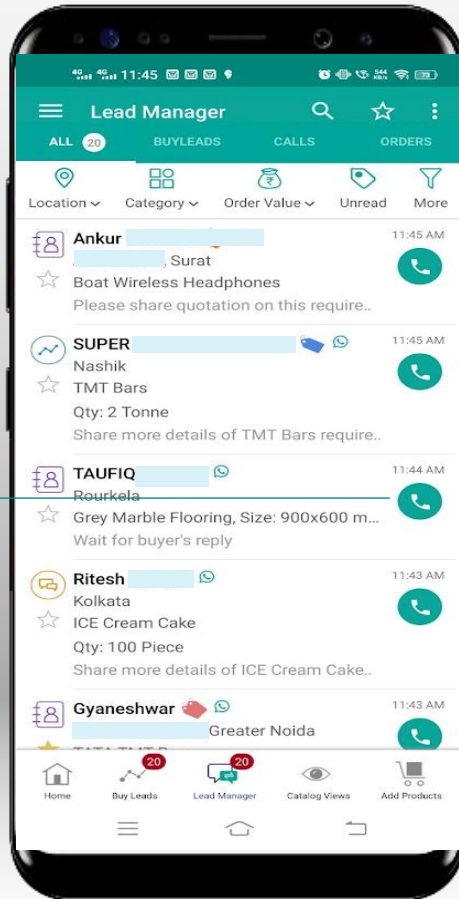 4G 4G 11:45 544 KB/s 73
Lead Manager
ALL 20 BUYLEADS CALLS ORDERS
₹
Location Category Order Value Unread More
Ankur 11:45 AM
, Surat
Boat Wireless Headphones
Please share quotation on this require..
SUPER 11:45 AM
Nashik
TMT Bars
Qty: 2 Tonne
Share more details of TMT Bars require..
TAUFIQ 11:44 AM
Rourkela
Grey Marble Flooring, Size: 900x600 m...
Wait for buyer's reply
Ritesh 11:43 AM
Kolkata
ICE Cream Cake
Qty: 100 Piece
Share more details of ICE Cream Cake..
Gyaneshwar 11:43 AM
Greater Noida
20 20
Home Buy Leads Lead Manager Catalog Views Add Products